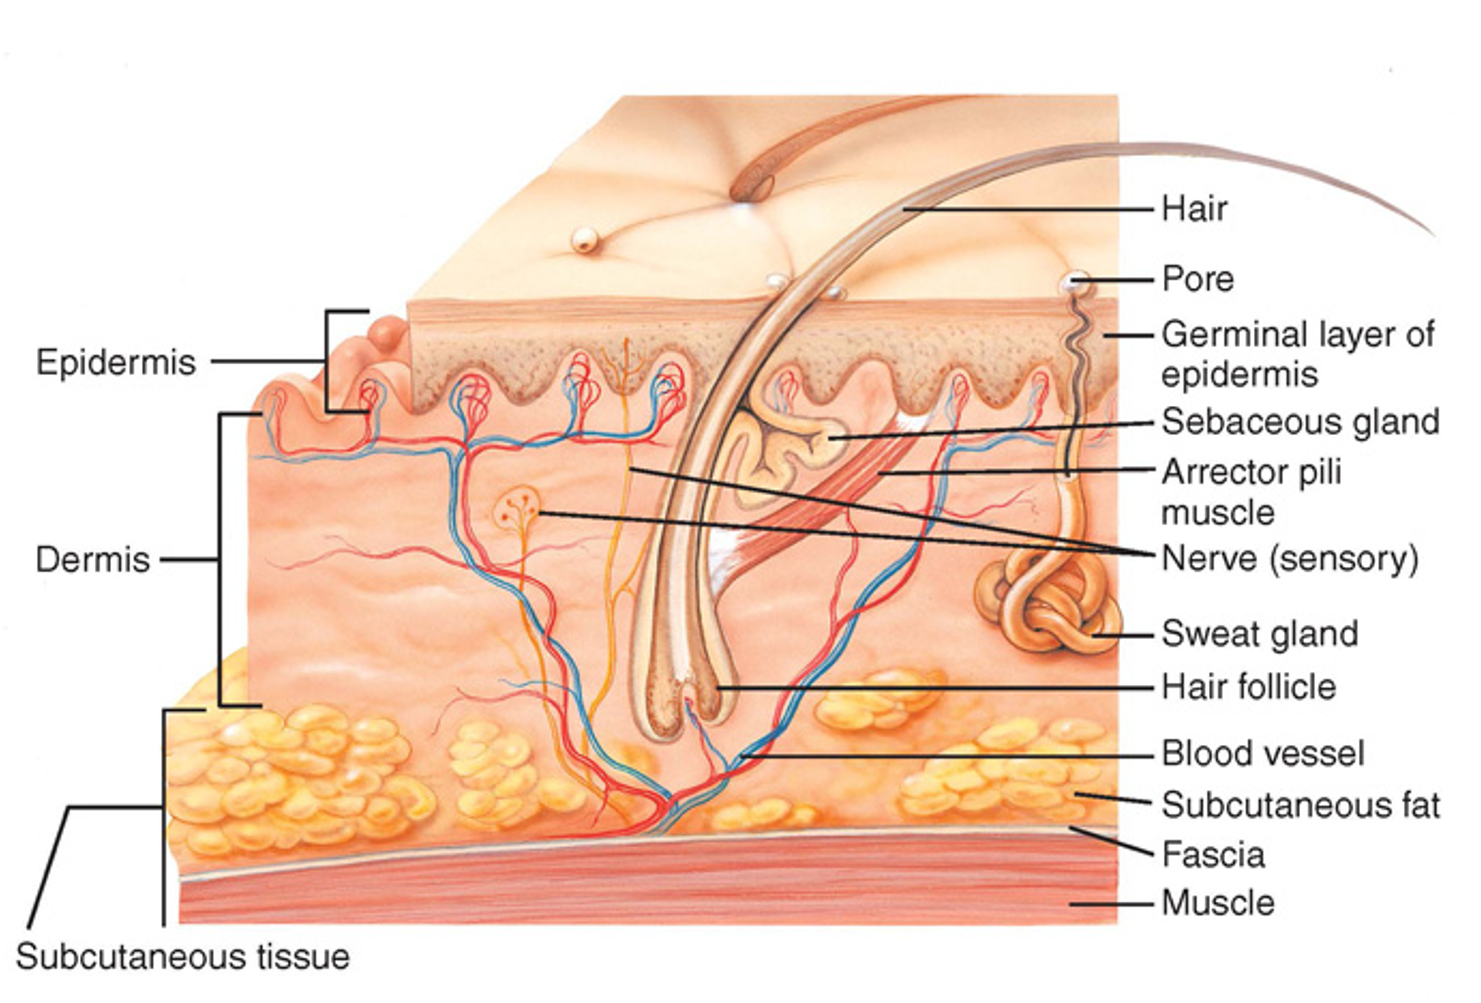 Hair
Pore
Germinal layer of
epidermis
Epidermis
Sebaceous gland
Arrector pili
muscle
Dermis
Nerve (sensory)
Sweat gland
Hair follicle
Blood vessel
Subcutaneous fat
Fascia
Muscle
Subcutaneous tissue